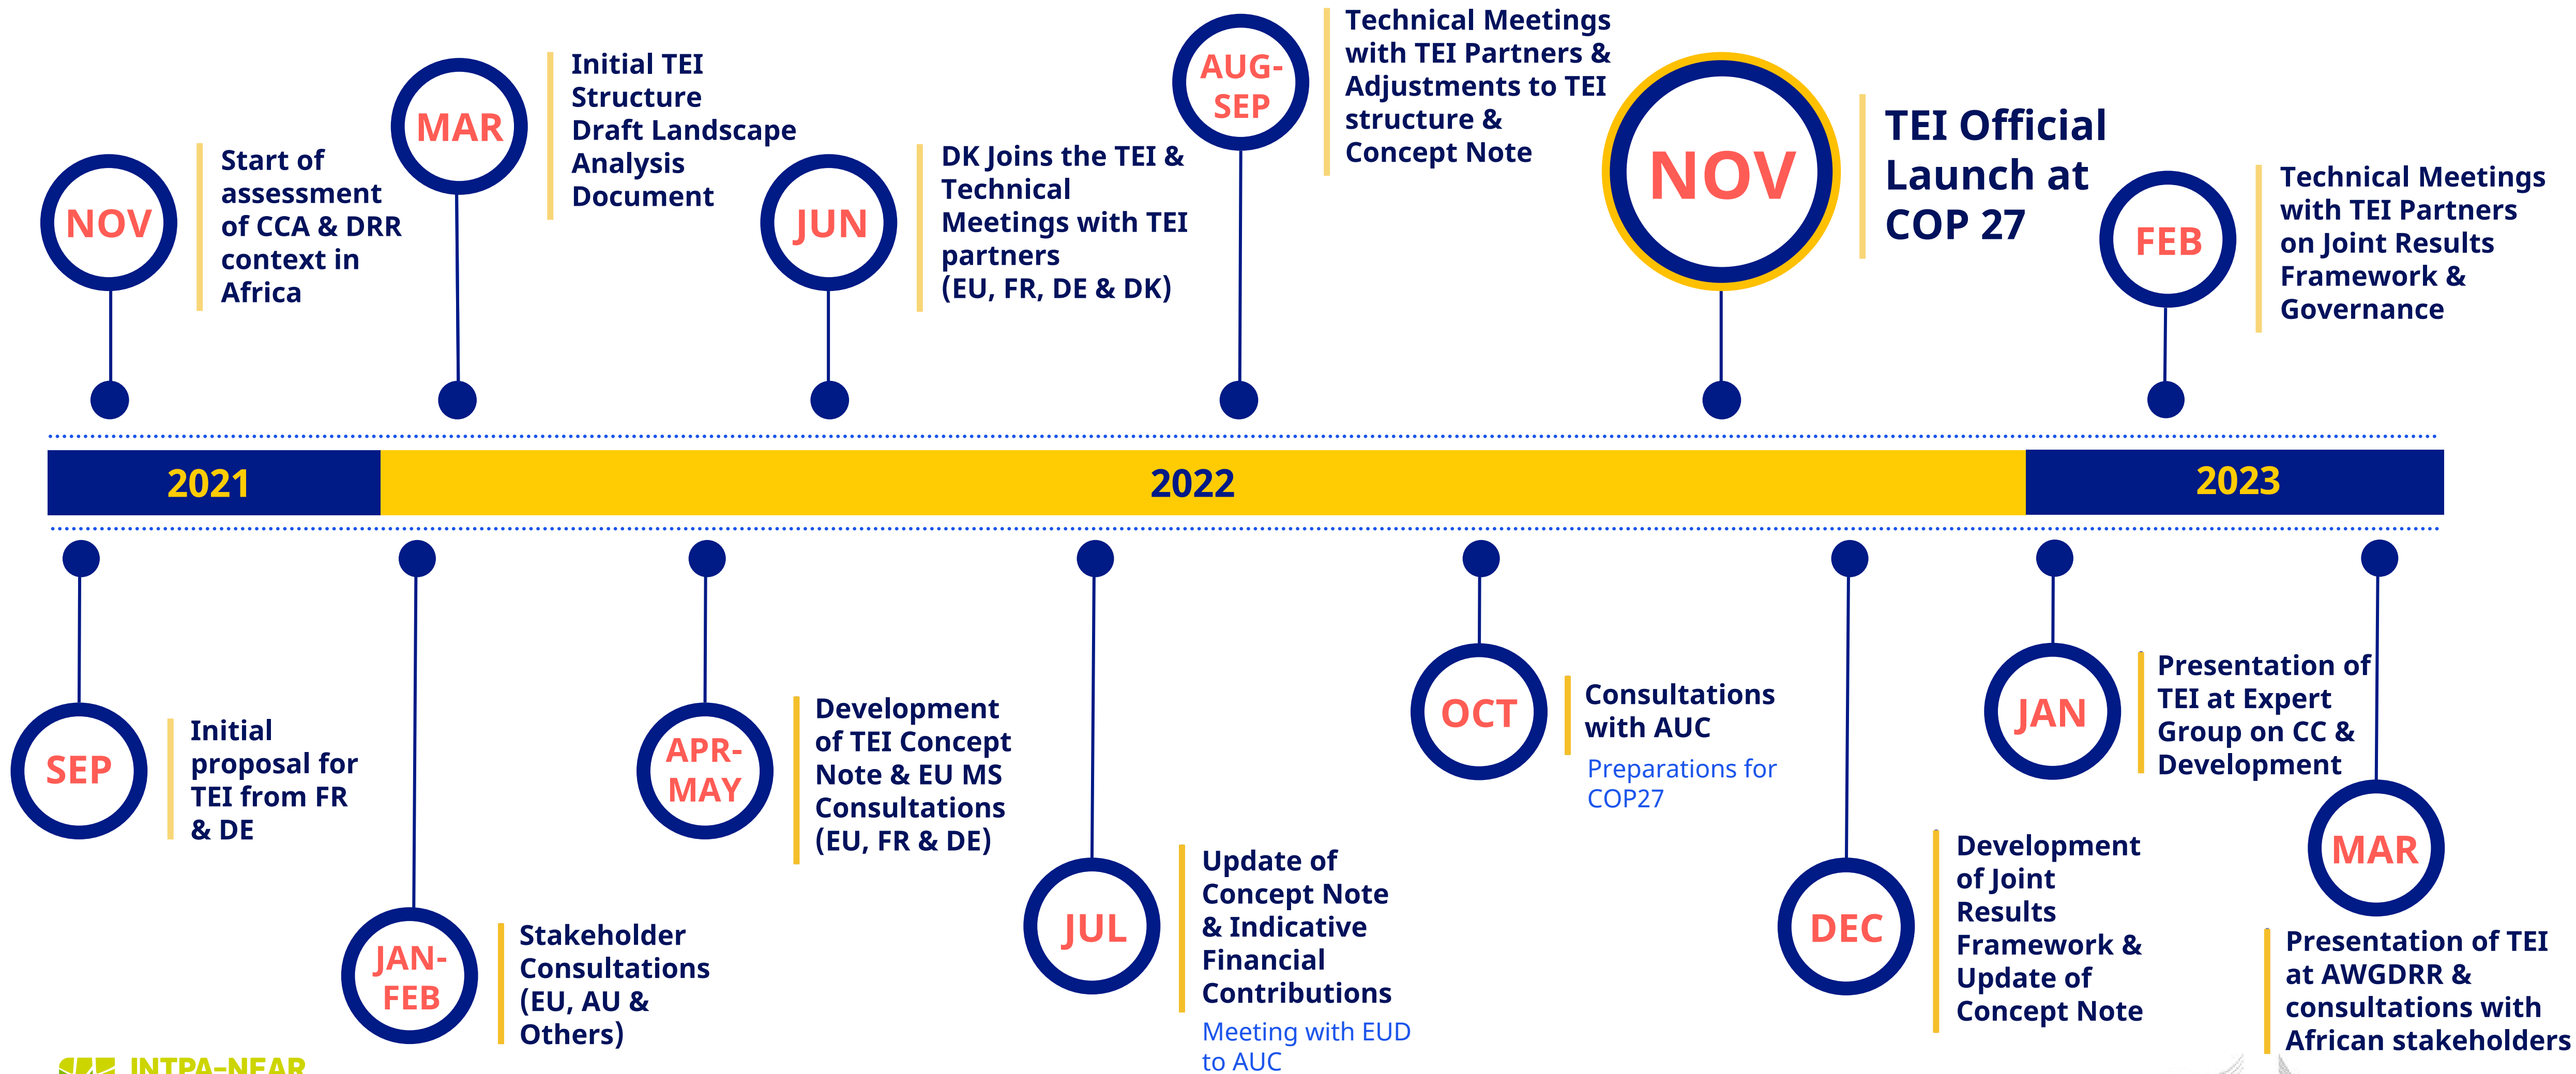 NOV
Start of
assessment
of CCA & DRR
context in
Africa
MAR
Initial TEI
Structure
Draft Landscape
Analysis
Document
JUN
DK Joins the TEI &
Technical
Meetings with TEI
partners
(EU, FR, DE & DK)
AUG-
SEP
Technical Meetings
with TEI Partners &
Adjustments to TEI
structure &
Concept Note
NOV
TEI Official
Launch at
COP 27
FEB
Technical Meetings
with TEI Partners
on Joint Results
Framework &
Governance
2021
2022
2023
SEP
Initial
proposal for
TEI from FR
& DE
JAN-
FEB
Stakeholder
Consultations
(EU, AU &
Others)
APR-
MAY
Development
of TEI Concept
Note & EU MS
Consultations
(EU, FR & DE)
JUL
Update of
Concept Note
& Indicative
Financial
Contributions
Meeting with EUD
to AUC
OCT
Consultations
with AUC
Preparations for
COP27
DEC
Development
of Joint
Results
Framework &
Update of
Concept Note
JAN
Presentation of
TEI at Expert
Group on CC &
Development
MAR
Presentation of TEI
at AWGDRR &
consultations with
African stakeholders
INTPA-NEAR